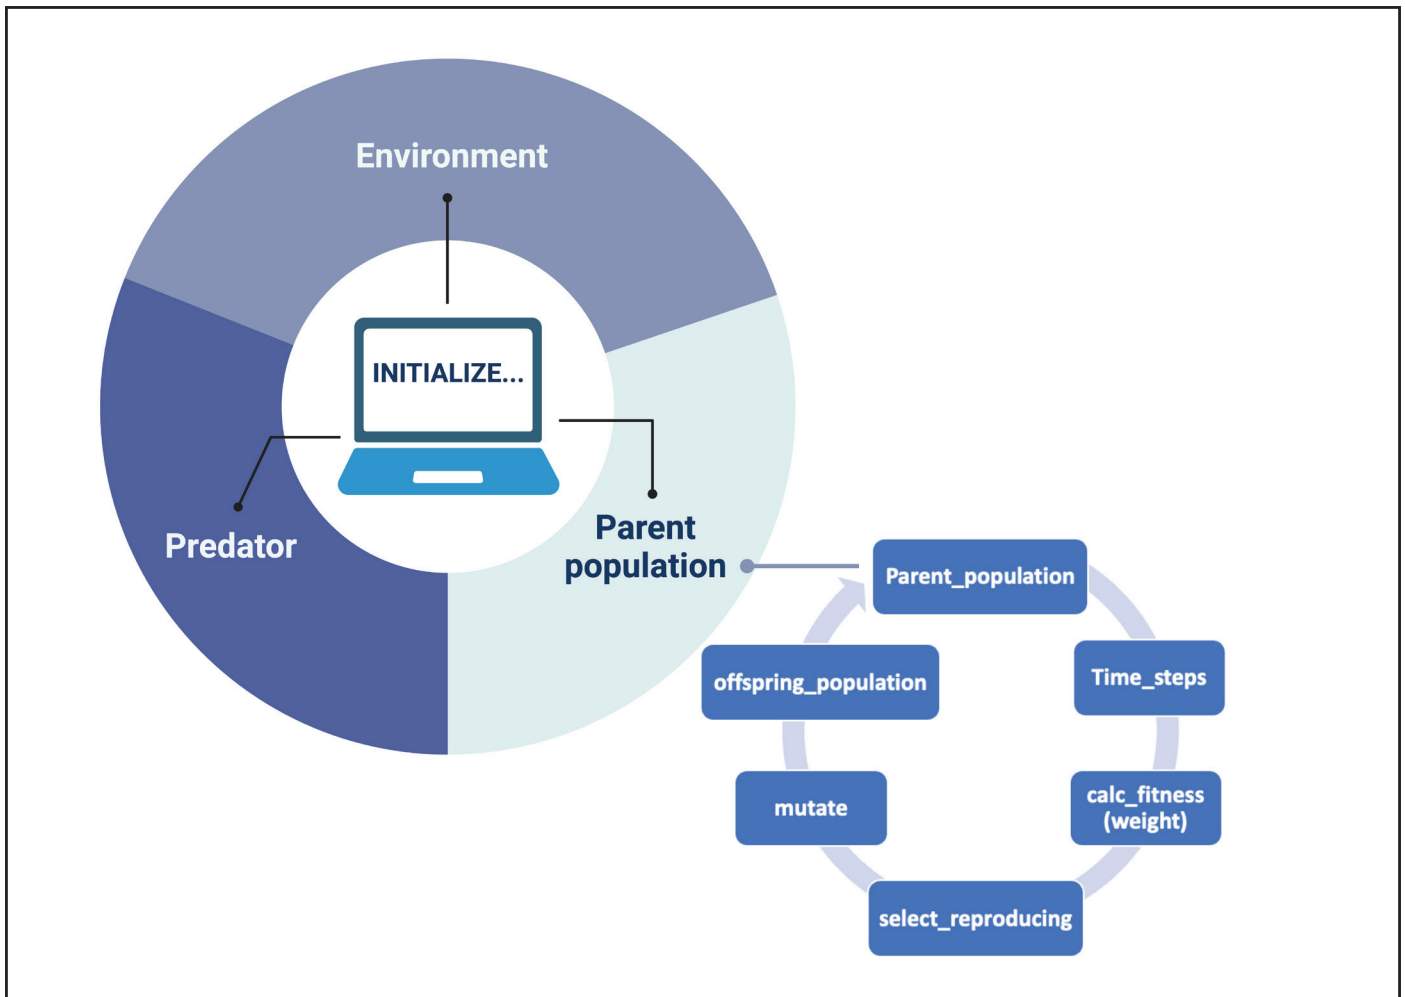 Environment
INITIALIZE...
Predator
Parent
population
Parent_population
Time_steps
calc_fitness
(weight)
select_reproducing
mutate
offspring_population